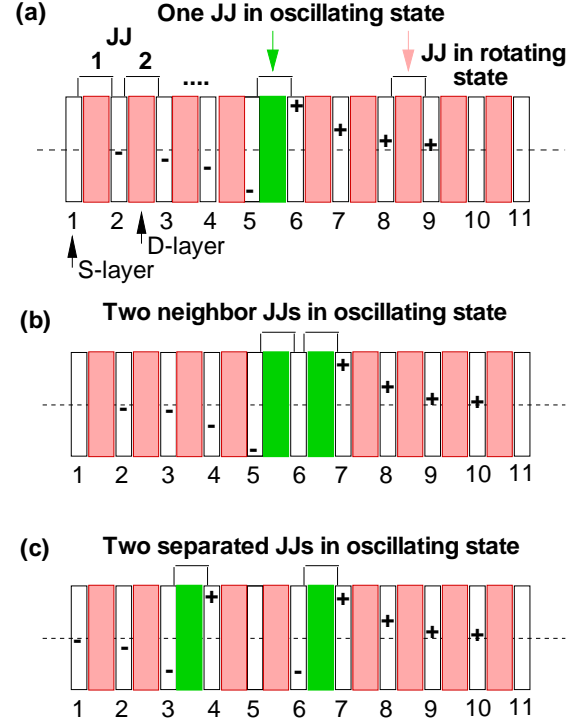 (a)
One JJ in oscillating state
JJ
1 2 ....
JJ in rotating
state
- - - - + + + +
1 2 3 4 5 6 7 8 9 10 11
D-layer
S-layer
(b)
Two neighbor JJs in oscillating state
- - - - + + + +
1 2 3 4 5 6 7 8 9 10 11
(c)
Two separated JJs in oscillating state
- - - + - + + + +
1 2 3 4 5 6 7 8 9 10 11